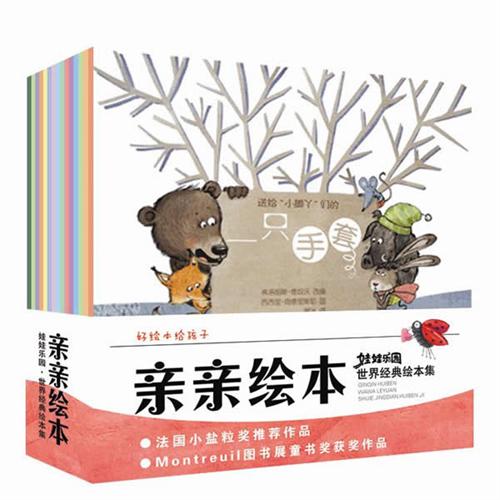 送给“小脚丫”们的
一只手套
好绘本给孩子
娃娃乐园
世界经典绘本集
QINQIN HUIBEN
WAWA LEYUAN
SHIJIE JINGDIAN HUIBEN JI
亲亲绘本
法国小盐粒奖推荐作品
Montreuil图书展童书奖获奖作品
亲亲绘本
娃娃乐园·世界经典绘本集